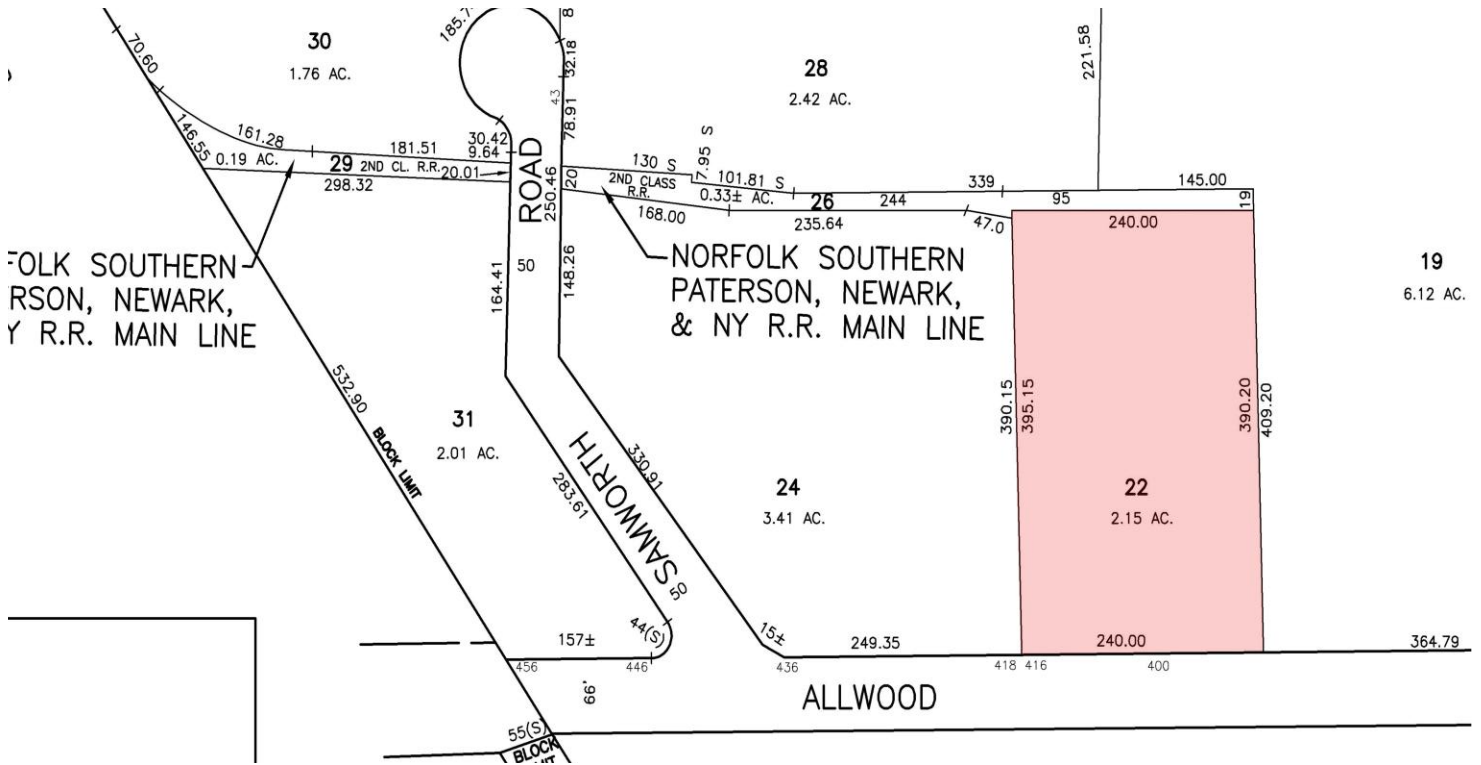 185.7
8
70.60
30
1.76 AC.
32.18
43
78.91
28
2.42 AC.
221.58
146.55
161.28
181.51
30.42
9.64
0.19 AC.
29 2ND CL. R.R.
20.01
298.32
ROAD
250.46
20
130 S
7.95 S
2ND CLASS
R.R.
101.81 S
0.33± AC.
26
339
244
95
145.00
19
168.00
235.64
47.0
240.00
FOLK SOUTHERN
RSON, NEWARK,
Y R.R. MAIN LINE
164.41
50
148.26
NORFOLK SOUTHERN
PATERSON, NEWARK,
& NY R.R. MAIN LINE
19
6.12 AC.
532.90
BLOCK LIMIT
31
2.01 AC.
283.61
SAMWORTH
50
330.91
390.15
395.15
390.20
409.20
24
3.41 AC.
22
2.15 AC.
157±
44(S)
15±
249.35
240.00
364.79
456
446
436
418
416
400
66'
ALLWOOD
55(S)
BLOCK